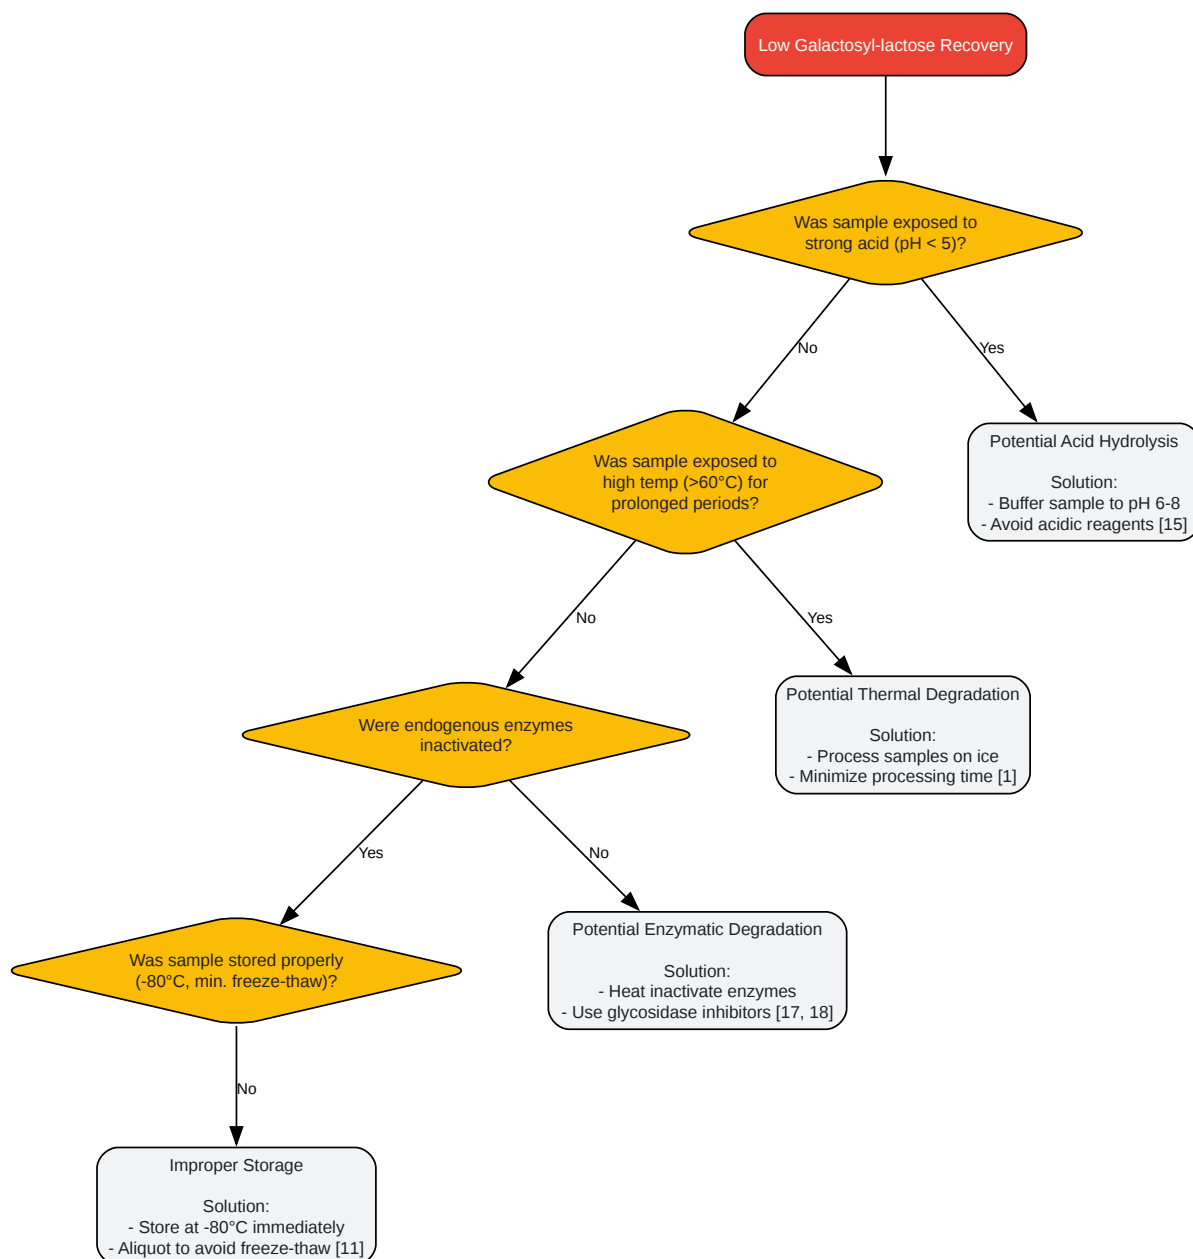 Low Galactosyl-lactose Recovery
Was sample exposed to
strong acid (pH < 5)?
No
Yes
Potential Acid Hydrolysis
Solution:
- Buffer sample to pH 6-8
- Avoid acidic reagents [15]
Was sample exposed to
high temp (>60°C) for
prolonged periods?
No
Yes
Potential Thermal Degradation
Solution:
- Process samples on ice
- Minimize processing time [1]
Were endogenous enzymes
inactivated?
Yes
No
Potential Enzymatic Degradation
Solution:
- Heat inactivate enzymes
- Use glycosidase inhibitors [17, 18]
Was sample stored properly
(-80°C, min. freeze-thaw)?
No
Improper Storage
Solution:
- Store at -80°C immediately
- Aliquot to avoid freeze-thaw [11]